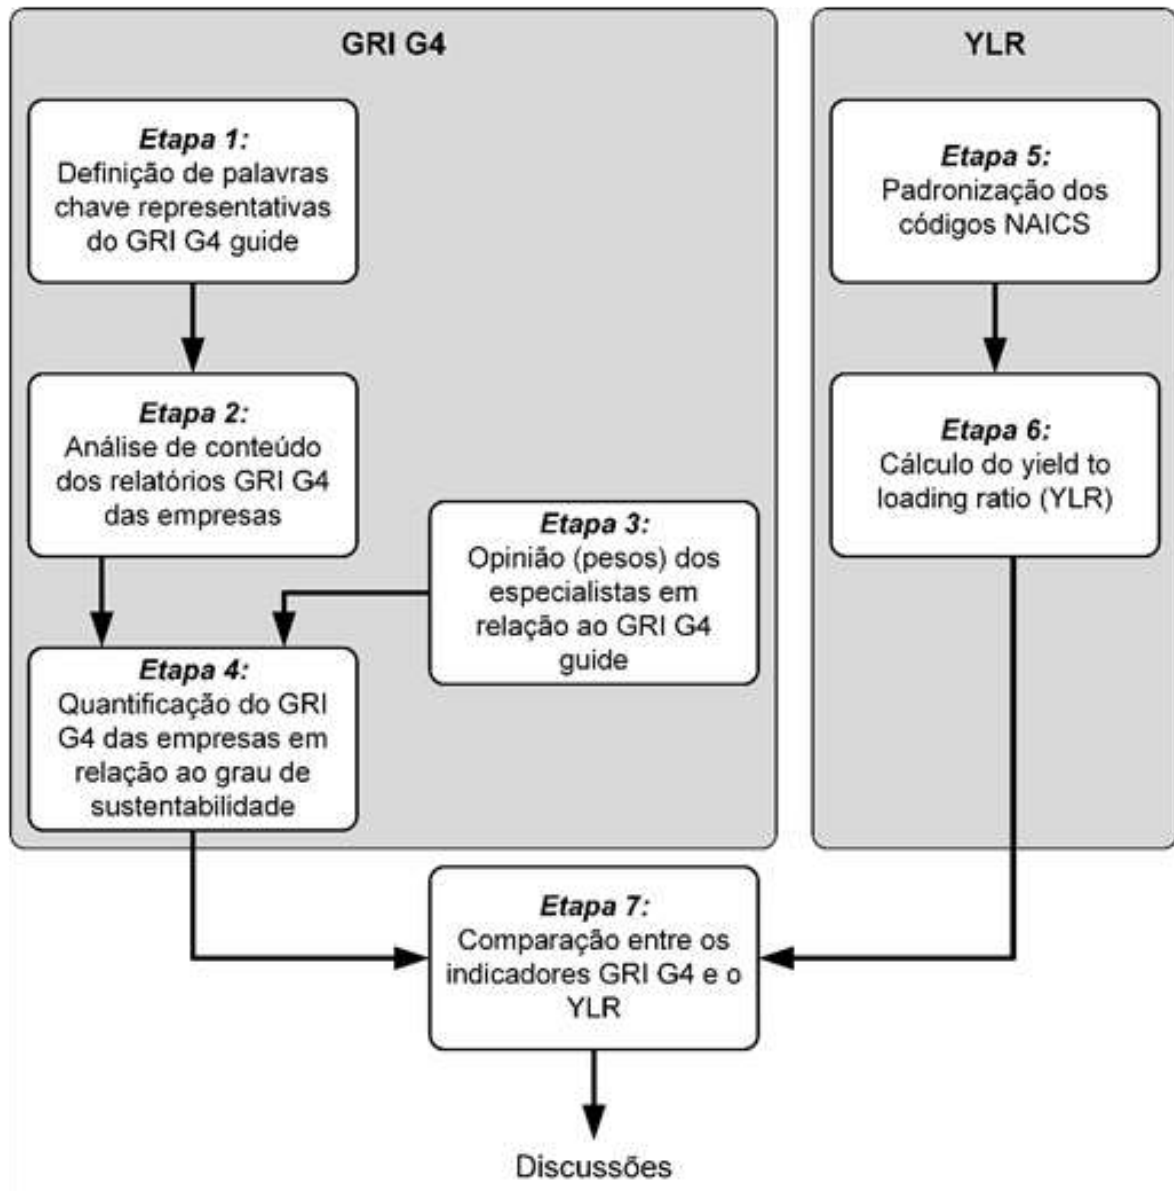 GRI G4
Etapa 1:
Definição de palavras
chave representativas
do GRI G4 guide
Etapa 2:
Análise de conteúdo
dos relatórios GRI G4
das empresas
Etapa 3:
Opinião (pesos) dos
especialistas em
relação ao GRI G4
guide
Etapa 4:
Quantificação do GRI
G4 das empresas em
relação ao grau de
sustentabilidade
YLR
Etapa 5:
Padronização dos
códigos NAICS
Etapa 6:
Cálculo do yield to
loading ratio (YLR)
Etapa 7:
Comparação entre os
indicadores GRI G4 e o
YLR
Discussões